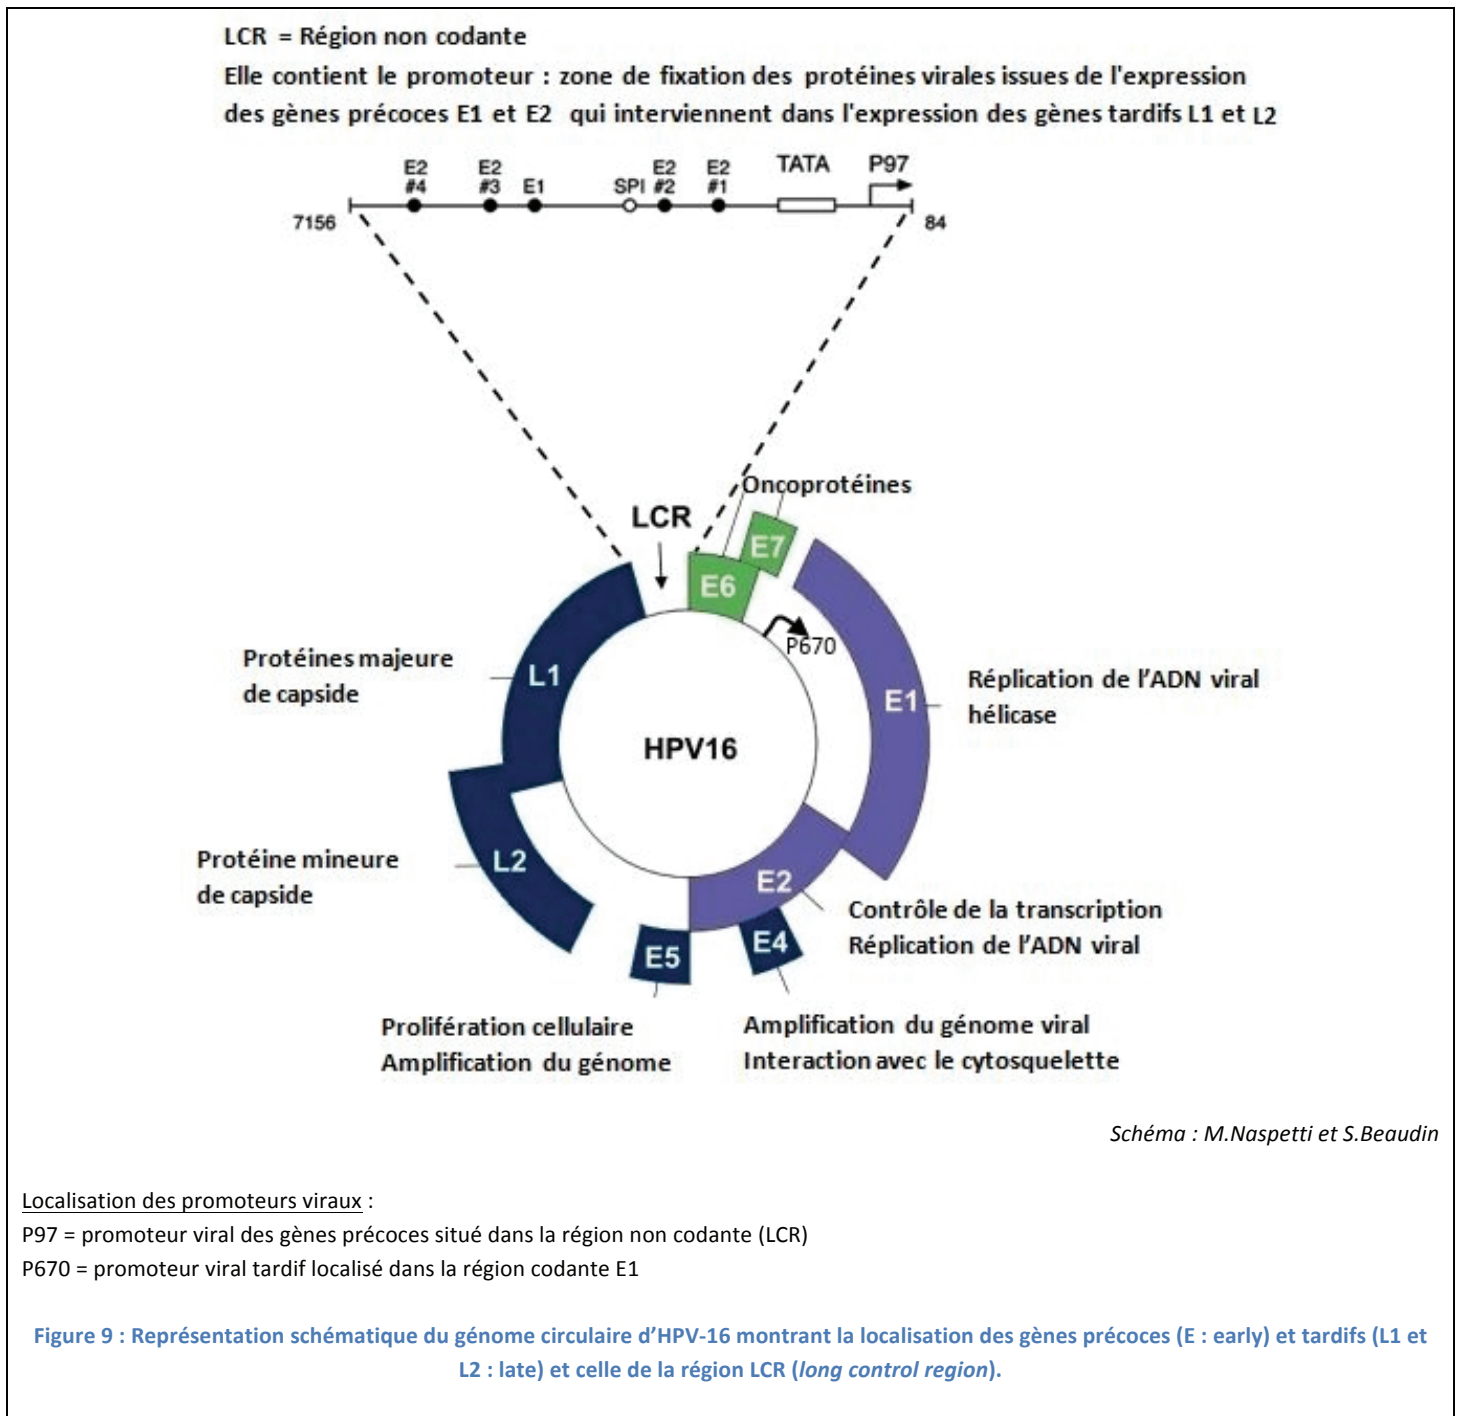 LCR = Région non codante
Elle contient le promoteur : zone de fixation des protéines virales issues de l'expression
des gènes précoces E1 et E2 qui interviennent dans l'expression des gènes tardifs L1 et L2
E2 E2 E2 E2 TATA P97
#4 #3 E1 SPI #2 #1
7156 84
Oncoprotéines
LCR
E7
E6
P670
Protéines majeure
de capside
L1
E1
Réplication de l'ADN viral
hélicase
HPV16
Protéine mineure
de capside
L2
E2
Contrôle de la transcription
Réplication de l'ADN viral
E4
E5
Prolifération cellulaire
Amplification du génome
Amplification du génome viral
Interaction avec le cytosquelette
Schéma : M.Naspetti et S.Beaudin
Localisation des promoteurs viraux :
P97 = promoteur viral des gènes précoces situé dans la région non codante (LCR)
P670 = promoteur viral tardif localisé dans la région codante E1
Figure 9 : Représentation schématique du génome circulaire d'HPV-16 montrant la localisation des gènes précoces (E : early) et tardifs (L1 et
L2 : late) et celle de la région LCR (long control region).